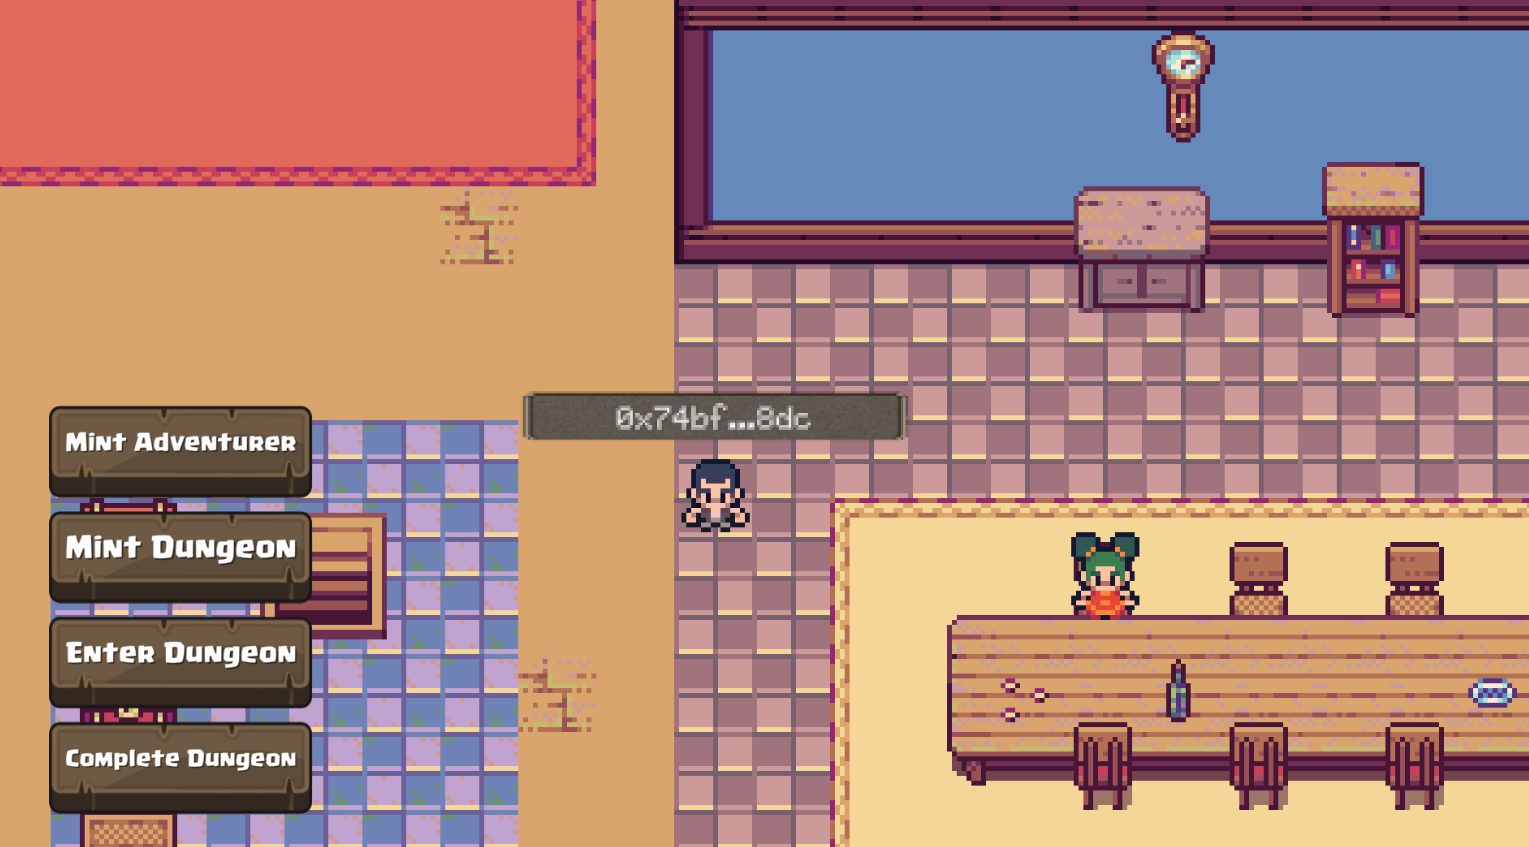 0x74bf...8dc
Mint Adventurer
Mint Dungeon
Enter Dungeon
Complete Dungeon